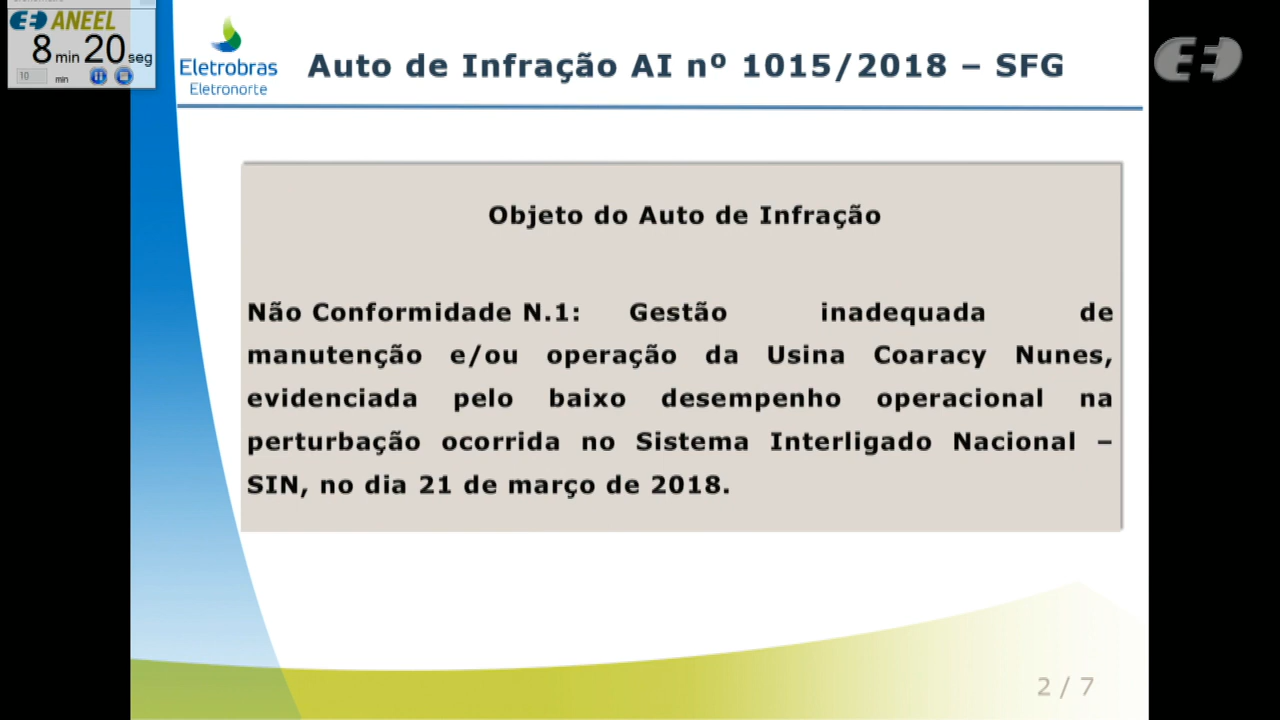 ANEEL
8 min 20 seg
10 min
Eletrobras
Eletronorte
Auto de Infração AI nº 1015/2018 – SFG
Objeto do Auto de Infração
Não Conformidade N.1: Gestão inadequada de
manutenção e/ou operação da Usina Coaracy Nunes,
evidenciada pelo baixo desempenho operacional na
perturbação ocorrida no Sistema Interligado Nacional –
SIN, no dia 21 de março de 2018.
2 / 7